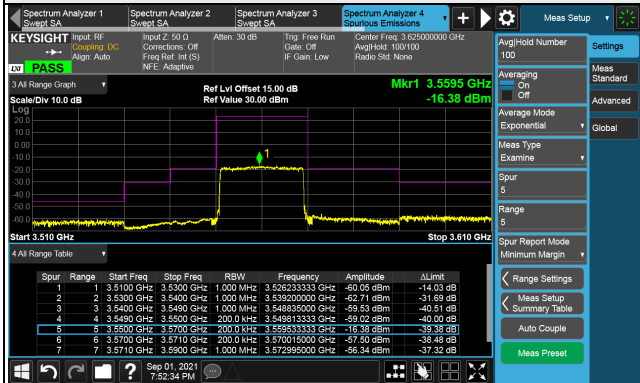 Spectrum Analyzer 1
Swept SA
Spectrum Analyzer 2
Swept SA
Spectrum Analyzer 3
Swept SA
Spectrum Analyzer 4
Spurious Emissions
Meas Setup
KEYSIGHT
Input: RF
Coupling: DC
Align: Auto
Input Z: 50 Ω
Corrections: Off
Freq Ref: Int (S)
NFE: Adaptive
Atten: 30 dB
Trig: Free Run
Gate: Off
IF Gain: Low
Center Freq: 3.625000000 GHz
Avg|Hold: 100/100
Radio Std: None
LXI PASS
3 All Range Graph
Scale/Div 10.0 dB
Ref Lvl Offset 15.00 dB
Ref Value 30.00 dBm
Mkr1 3.5595 GHz
-16.38 dBm
Log
20.0
10.0
0.00
-10.0
-20.0
-30.0
-40.0
-50.0
-60.0
1
Start 3.510 GHz
Stop 3.610 GHz
4 All Range Table
Spur Range Start Freq Stop Freq RBW Frequency Amplitude ΔLimit
1 1 3.5100 GHz 3.5300 GHz 1.000 MHz 3.526233333 GHz -60.05 dBm -14.03 dB
2 2 3.5300 GHz 3.5400 GHz 1.000 MHz 3.539200000 GHz -62.71 dBm -31.69 dB
3 3 3.5400 GHz 3.5490 GHz 1.000 MHz 3.548835000 GHz -59.53 dBm -40.51 dB
4 4 3.5490 GHz 3.5500 GHz 200.0 kHz 3.549813333 GHz -59.02 dBm -40.00 dB
5 5 3.5500 GHz 3.5700 GHz 200.0 kHz 3.559533333 GHz -16.38 dBm -39.38 dB
6 6 3.5700 GHz 3.5710 GHz 200.0 kHz 3.570015000 GHz -57.50 dBm -38.48 dB
7 7 3.5710 GHz 3.5900 GHz 1.000 MHz 3.572995000 GHz -56.34 dBm -37.32 dB
Avg|Hold Number
100
Averaging
On
Off
Average Mode
Exponential
Meas Type
Examine
Spur
5
Range
5
Spur Report Mode
Minimum Margin
Range Settings
Meas Setup
Summary Table
Auto Couple
Meas Preset
Settings
Meas
Standard
Advanced
Global
?
Sep 01, 2021
7:52:34 PM